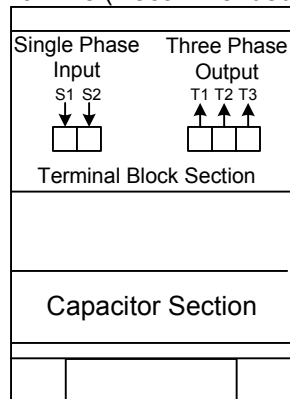 Single Phase Three Phase
Input Output
S1 S2 T1 T2 T3
Terminal Block Section
Capacitor Section